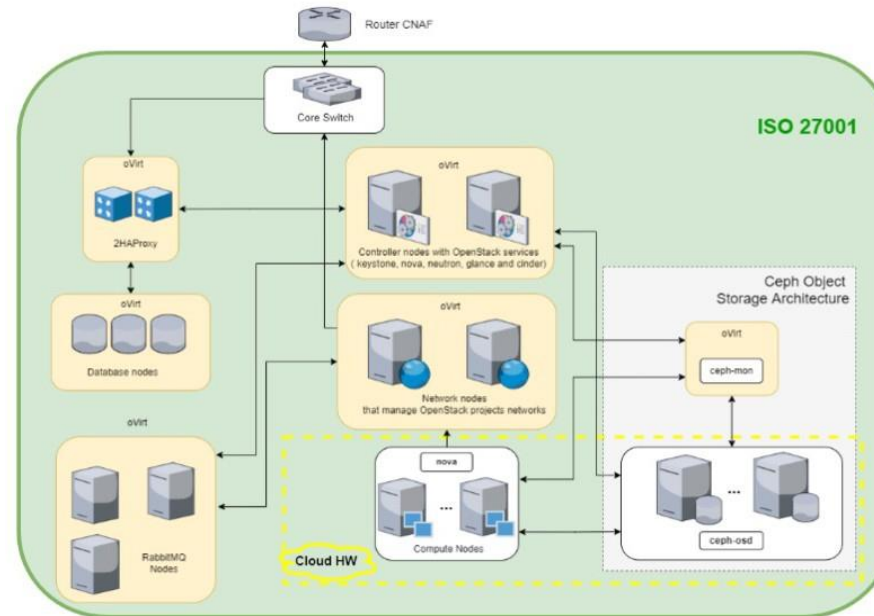 Router CNAF
Core Switch
ISO 27001
oVirt
2HAProxy
oVirt
Controller nodes with OpenStack services
( keystone, nova, neutron, glance and cinder)
oVirt
Database nodes
oVirt
Network nodes
that manage OpenStack projects networks
Ceph Object
Storage Architecture
oVirt
ceph-mon
oVirt
RabbitMQ
Nodes
nova
...
Compute Nodes
...
ceph-osd
Cloud HW